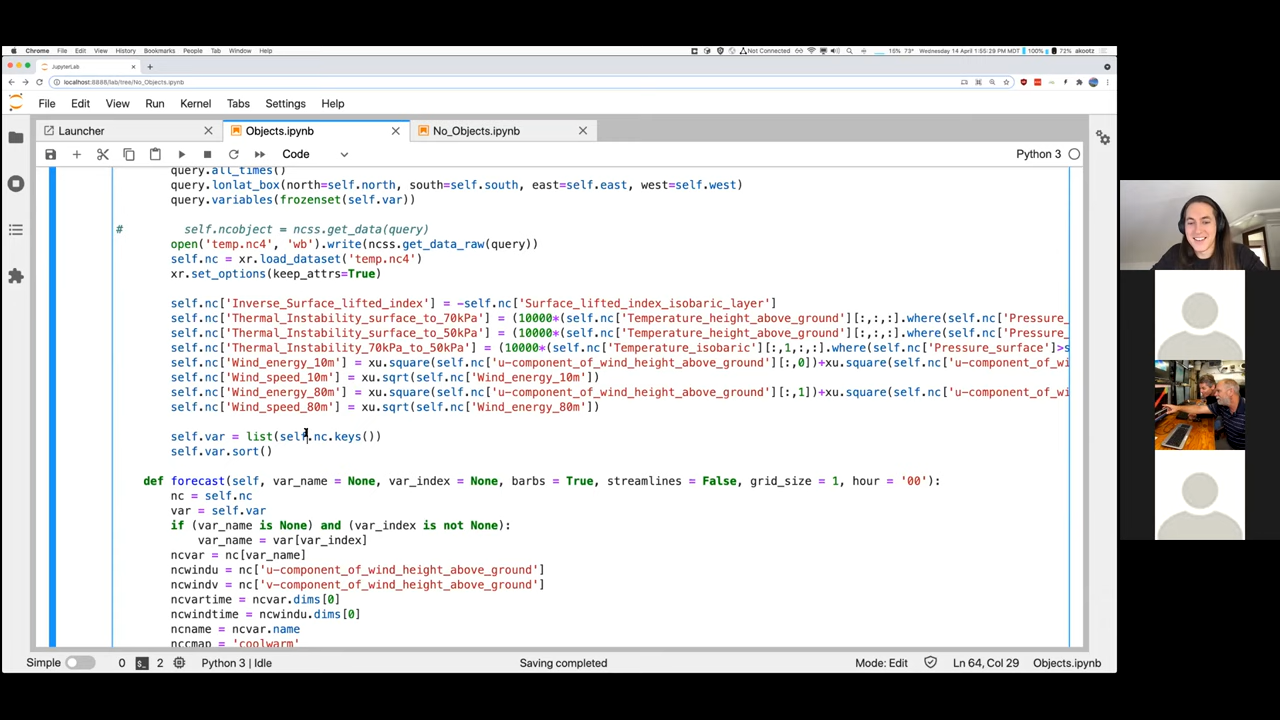 Chrome File Edit View History Bookmarks People Tab Window Help Not Connected 15% 73° Wednesday 14 April 1:55:29 PM MDT 100% 72% akootz
JupyterLab
localhost:8888/lab/tree/No_Objects.ipynb
File Edit View Run Kernel Tabs Settings Help
Launcher Objects.ipynb No_Objects.ipynb
Code Python 3
query.all_times()
query.lonlat_box(north=self.north, south=self.south, east=self.east, west=self.west)
query.variables(frozenset(self.var))
# self.ncobject = ncss.get_data(query)
open('temp.nc4', 'wb').write(ncss.get_data_raw(query))
self.nc = xr.load_dataset('temp.nc4')
xr.set_options(keep_attrs=True)
self.nc['Inverse_Surface_lifted_index'] = -self.nc['Surface_lifted_index_isobaric_layer']
self.nc['Thermal_Instability_surface_to_70kPa'] = (10000*(self.nc['Temperature_height_above_ground'][:,:,:].where(self.nc['Pressure_
self.nc['Thermal_Instability_surface_to_50kPa'] = (10000*(self.nc['Temperature_height_above_ground'][:,:,:].where(self.nc['Pressure_
self.nc['Thermal_Instability_70kPa_to_50kPa'] = (10000*(self.nc['Temperature_isobaric'][:,1,:,:].where(self.nc['Pressure_surface']>s
self.nc['Wind_energy_10m'] = xu.square(self.nc['u-component_of_wind_height_above_ground'][:,0])+xu.square(self.nc['v-component_of_wi
self.nc['Wind_speed_10m'] = xu.sqrt(self.nc['Wind_energy_10m'])
self.nc['Wind_energy_80m'] = xu.square(self.nc['u-component_of_wind_height_above_ground'][:,1])+xu.square(self.nc['v-component_of_wi
self.nc['Wind_speed_80m'] = xu.sqrt(self.nc['Wind_energy_80m'])
self.var = list(self.nc.keys())
self.var.sort()
def forecast(self, var_name = None, var_index = None, barbs = True, streamlines = False, grid_size = 1, hour = '00'):
nc = self.nc
var = self.var
if (var_name is None) and (var_index is not None):
var_name = var[var_index]
ncvar = nc[var_name]
ncwindu = nc['u-component_of_wind_height_above_ground']
ncwindv = nc['v-component_of_wind_height_above_ground']
ncvartime = ncvar.dims[0]
ncwindtime = ncwindu.dims[0]
ncname = ncvar.name
nccmap = 'coolwarm'
Simple 0 2 Python 3 | Idle Saving completed Mode: Edit Ln 64, Col 29 Objects.ipynb